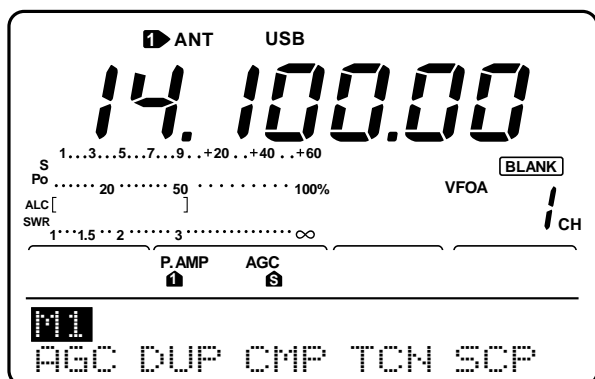 1 ANT USB
14.100.00
S 1...3...5...7...9..+20..+40..+60
BLANK
Po ...... 20 ....... 50 ......... 100%
VFOA
1 CH
ALC [ ]
SWR 1...1.5..2.......3..............∞
P.AMP AGC
1 S
M1
AGC DUP CMP TCN SCP